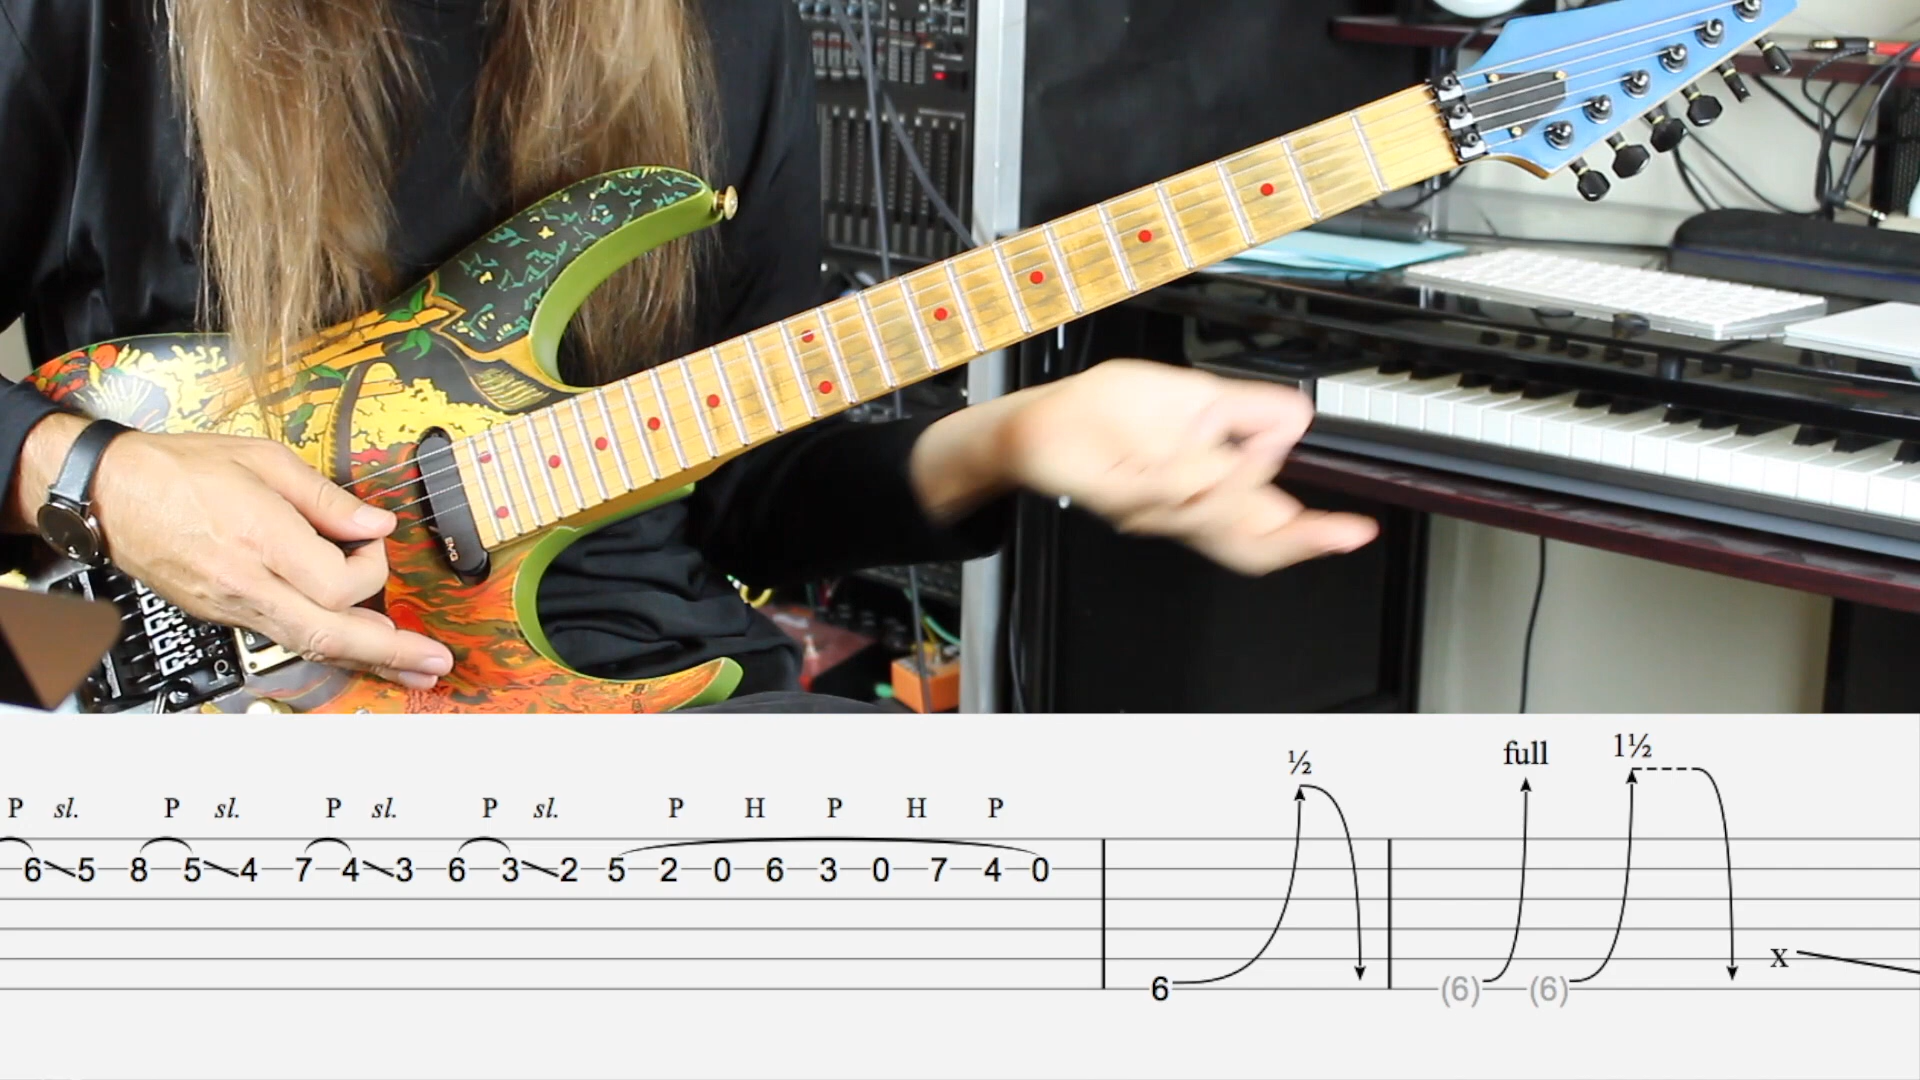 EMG
½ full 1½
P sl. P sl. P sl. P sl. P H P H P
6 5 8 5 4 7 4 3 6 3 2 5 2 0 6 3 0 7 4 0
x
6 (6) (6)